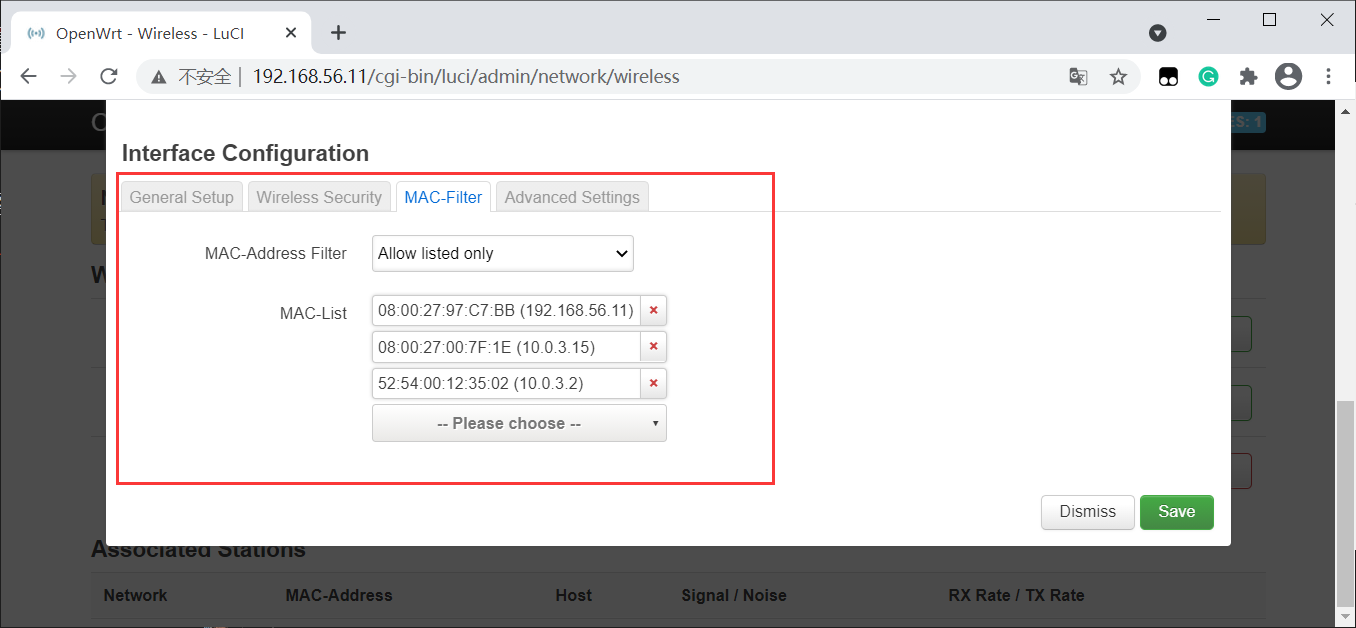 OpenWrt - Wireless - LuCI
不安全 192.168.56.11/cgi-bin/luci/admin/network/wireless
ES: 1
Interface Configuration
General Setup Wireless Security MAC-Filter Advanced Settings
MAC-Address Filter Allow listed only
MAC-List 08:00:27:97:C7:BB (192.168.56.11)
08:00:27:00:7F:1E (10.0.3.15)
52:54:00:12:35:02 (10.0.3.2)
-- Please choose --
Dismiss Save
Associated Stations
Network MAC-Address Host Signal / Noise RX Rate / TX Rate